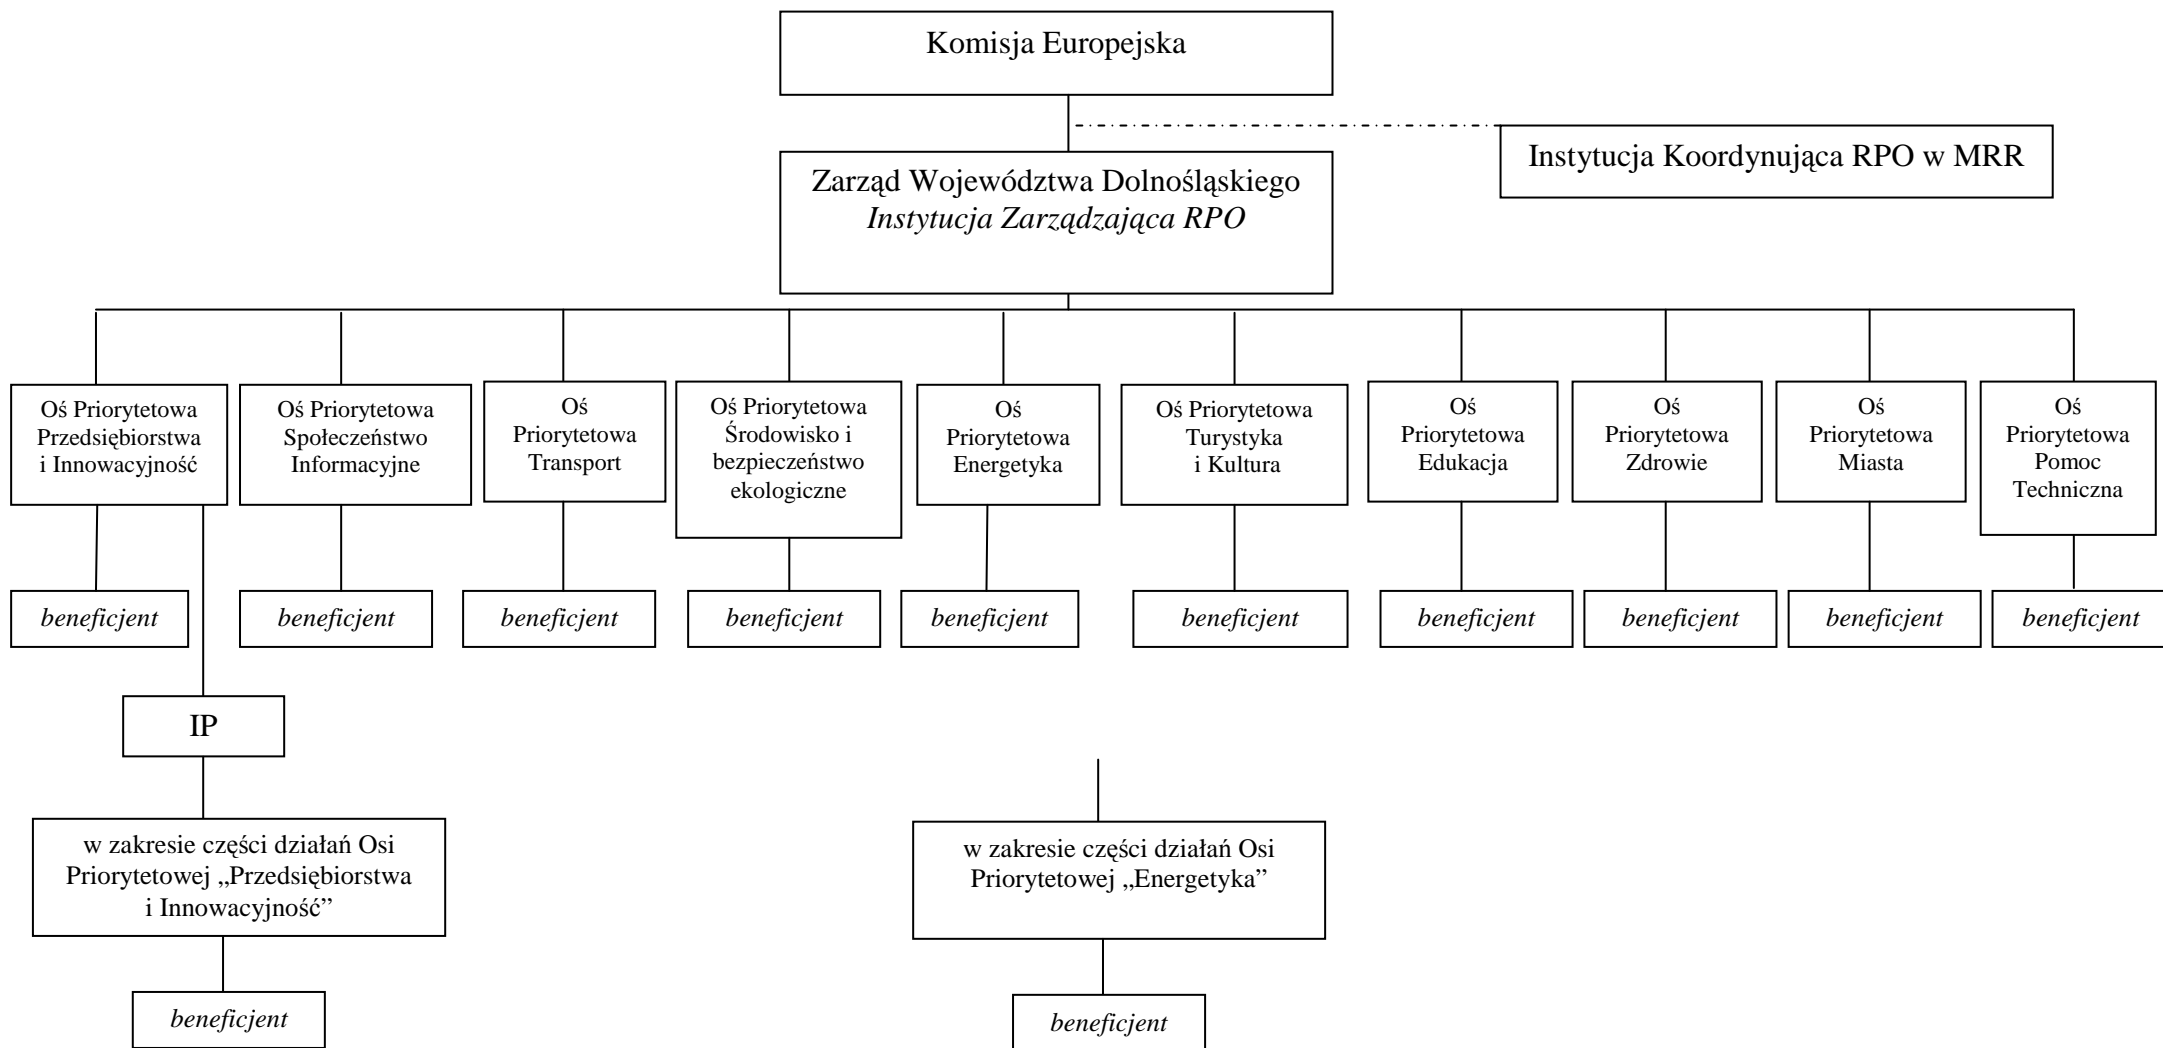 Komisja Europejska
Instytucja Koordynująca RPO w MRR
Zarząd Województwa Dolnośląskiego
Instytucja Zarządzająca RPO
Oś Priorytetowa
Przedsiębiorstwa
i Innowacyjność
Oś Priorytetowa
Społeczeństwo
Informacyjne
Oś
Priorytetowa
Transport
Oś Priorytetowa
Środowisko i
bezpieczeństwo
ekologiczne
Oś
Priorytetowa
Energetyka
Oś Priorytetowa
Turystyka
i Kultura
Oś
Priorytetowa
Edukacja
Oś
Priorytetowa
Zdrowie
Oś
Priorytetowa
Miasta
Oś
Priorytetowa
Pomoc
Techniczna
beneficjent
beneficjent
beneficjent
beneficjent
beneficjent
beneficjent
beneficjent
beneficjent
beneficjent
beneficjent
IP
w zakresie części działań Osi
Priorytetowej „Przedsiębiorstwa
i Innowacyjność”
w zakresie części działań Osi
Priorytetowej „Energetyka”
beneficjent
beneficjent